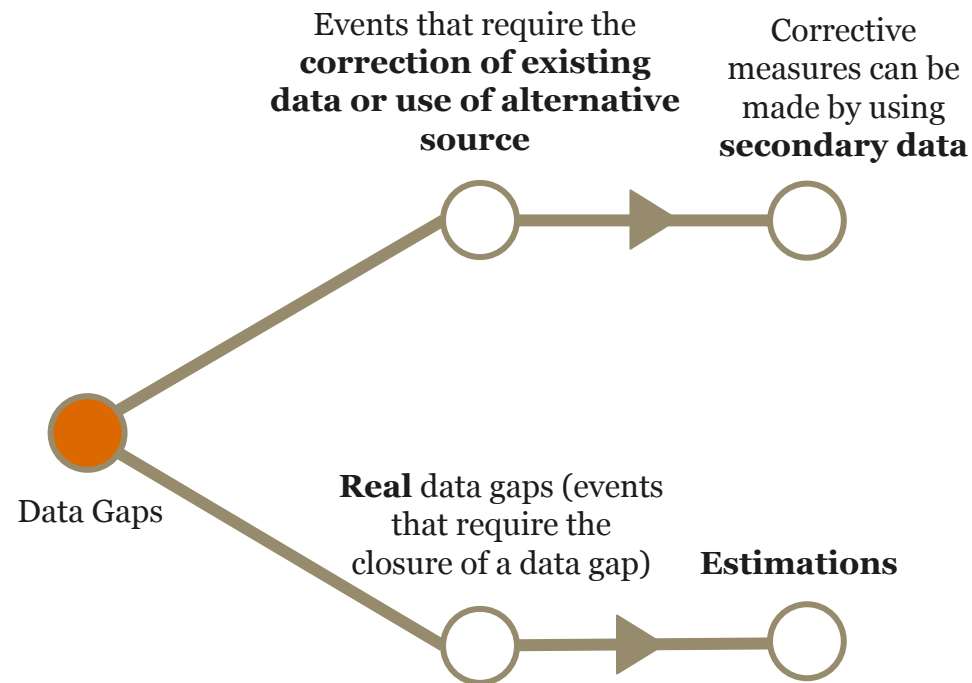 Events that require the
correction of existing
data or use of alternative
source
Corrective
measures can be
made by using
secondary data
Data Gaps
Real data gaps (events
that require the
closure of a data gap)
Estimations